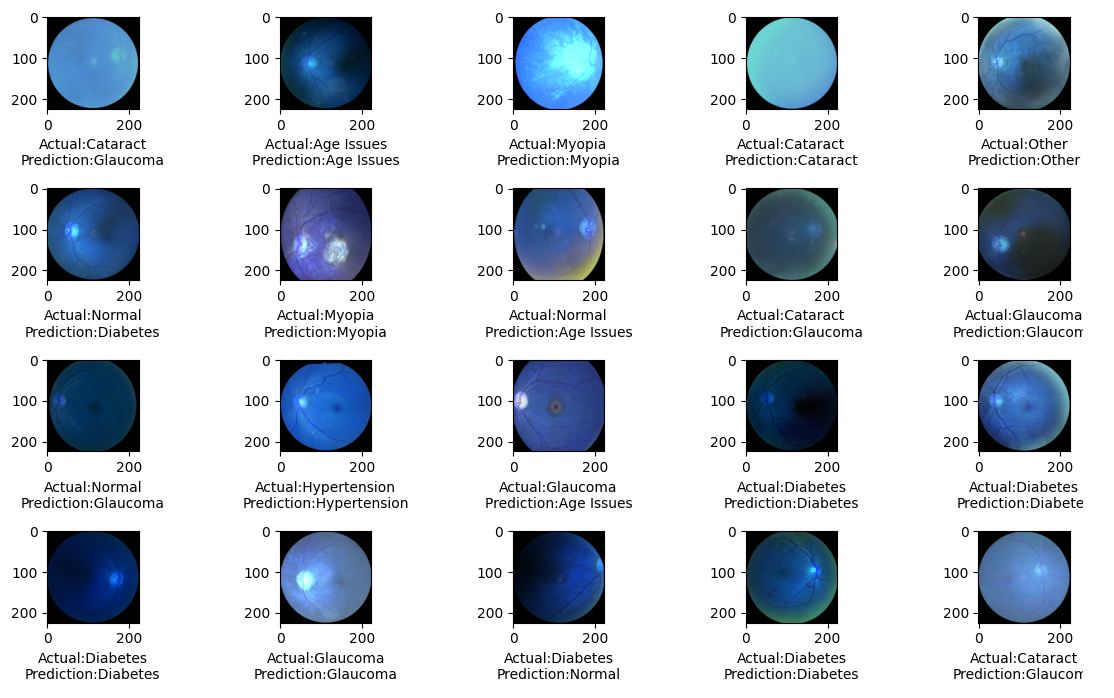 0
0
0
0
0
100
100
100
100
100
200
200
200
200
200
0 200
0 200
0 200
0 200
0 200
Actual:Cataract
Prediction:Glaucoma
Actual:Age Issues
Prediction:Age Issues
Actual:Myopia
Prediction:Myopia
Actual:Cataract
Prediction:Cataract
Actual:Other
Prediction:Other
0
0
0
0
0
100
100
100
100
100
200
200
200
200
200
0 200
0 200
0 200
0 200
0 200
Actual:Normal
Prediction:Diabetes
Actual:Myopia
Prediction:Myopia
Actual:Normal
Prediction:Age Issues
Actual:Cataract
Prediction:Glaucoma
Actual:Glaucoma
Prediction:Glaucom
0
0
0
0
0
100
100
100
100
100
200
200
200
200
200
0 200
0 200
0 200
0 200
0 200
Actual:Normal
Prediction:Glaucoma
Actual:Hypertension
Prediction:Hypertension
Actual:Glaucoma
Prediction:Age Issues
Actual:Diabetes
Prediction:Diabetes
Actual:Diabetes
Prediction:Diabete
0
0
0
0
0
100
100
100
100
100
200
200
200
200
200
0 200
0 200
0 200
0 200
0 200
Actual:Diabetes
Prediction:Diabetes
Actual:Glaucoma
Prediction:Glaucoma
Actual:Diabetes
Prediction:Normal
Actual:Diabetes
Prediction:Diabetes
Actual:Cataract
Prediction:Glaucom